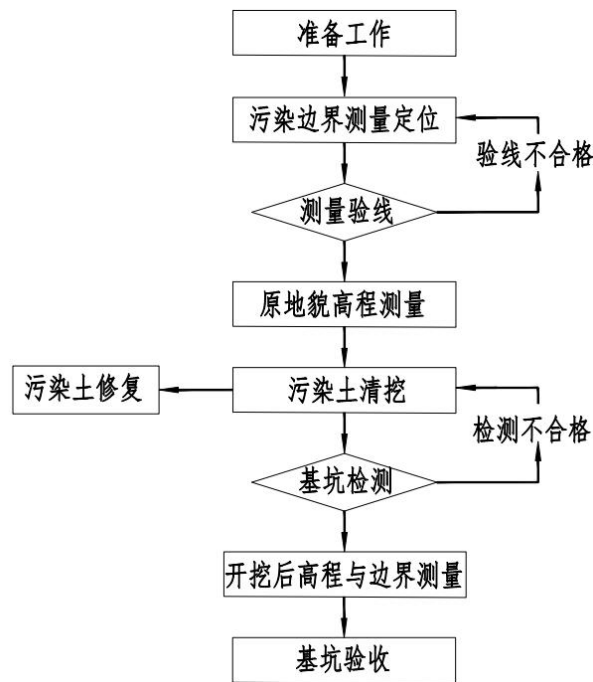 准备工作
污染边界测量定位
验线不合格
测量验线
原地貌高程测量
污染土修复
污染土清挖
检测不合格
基坑检测
开挖后高程与边界测量
基坑验收